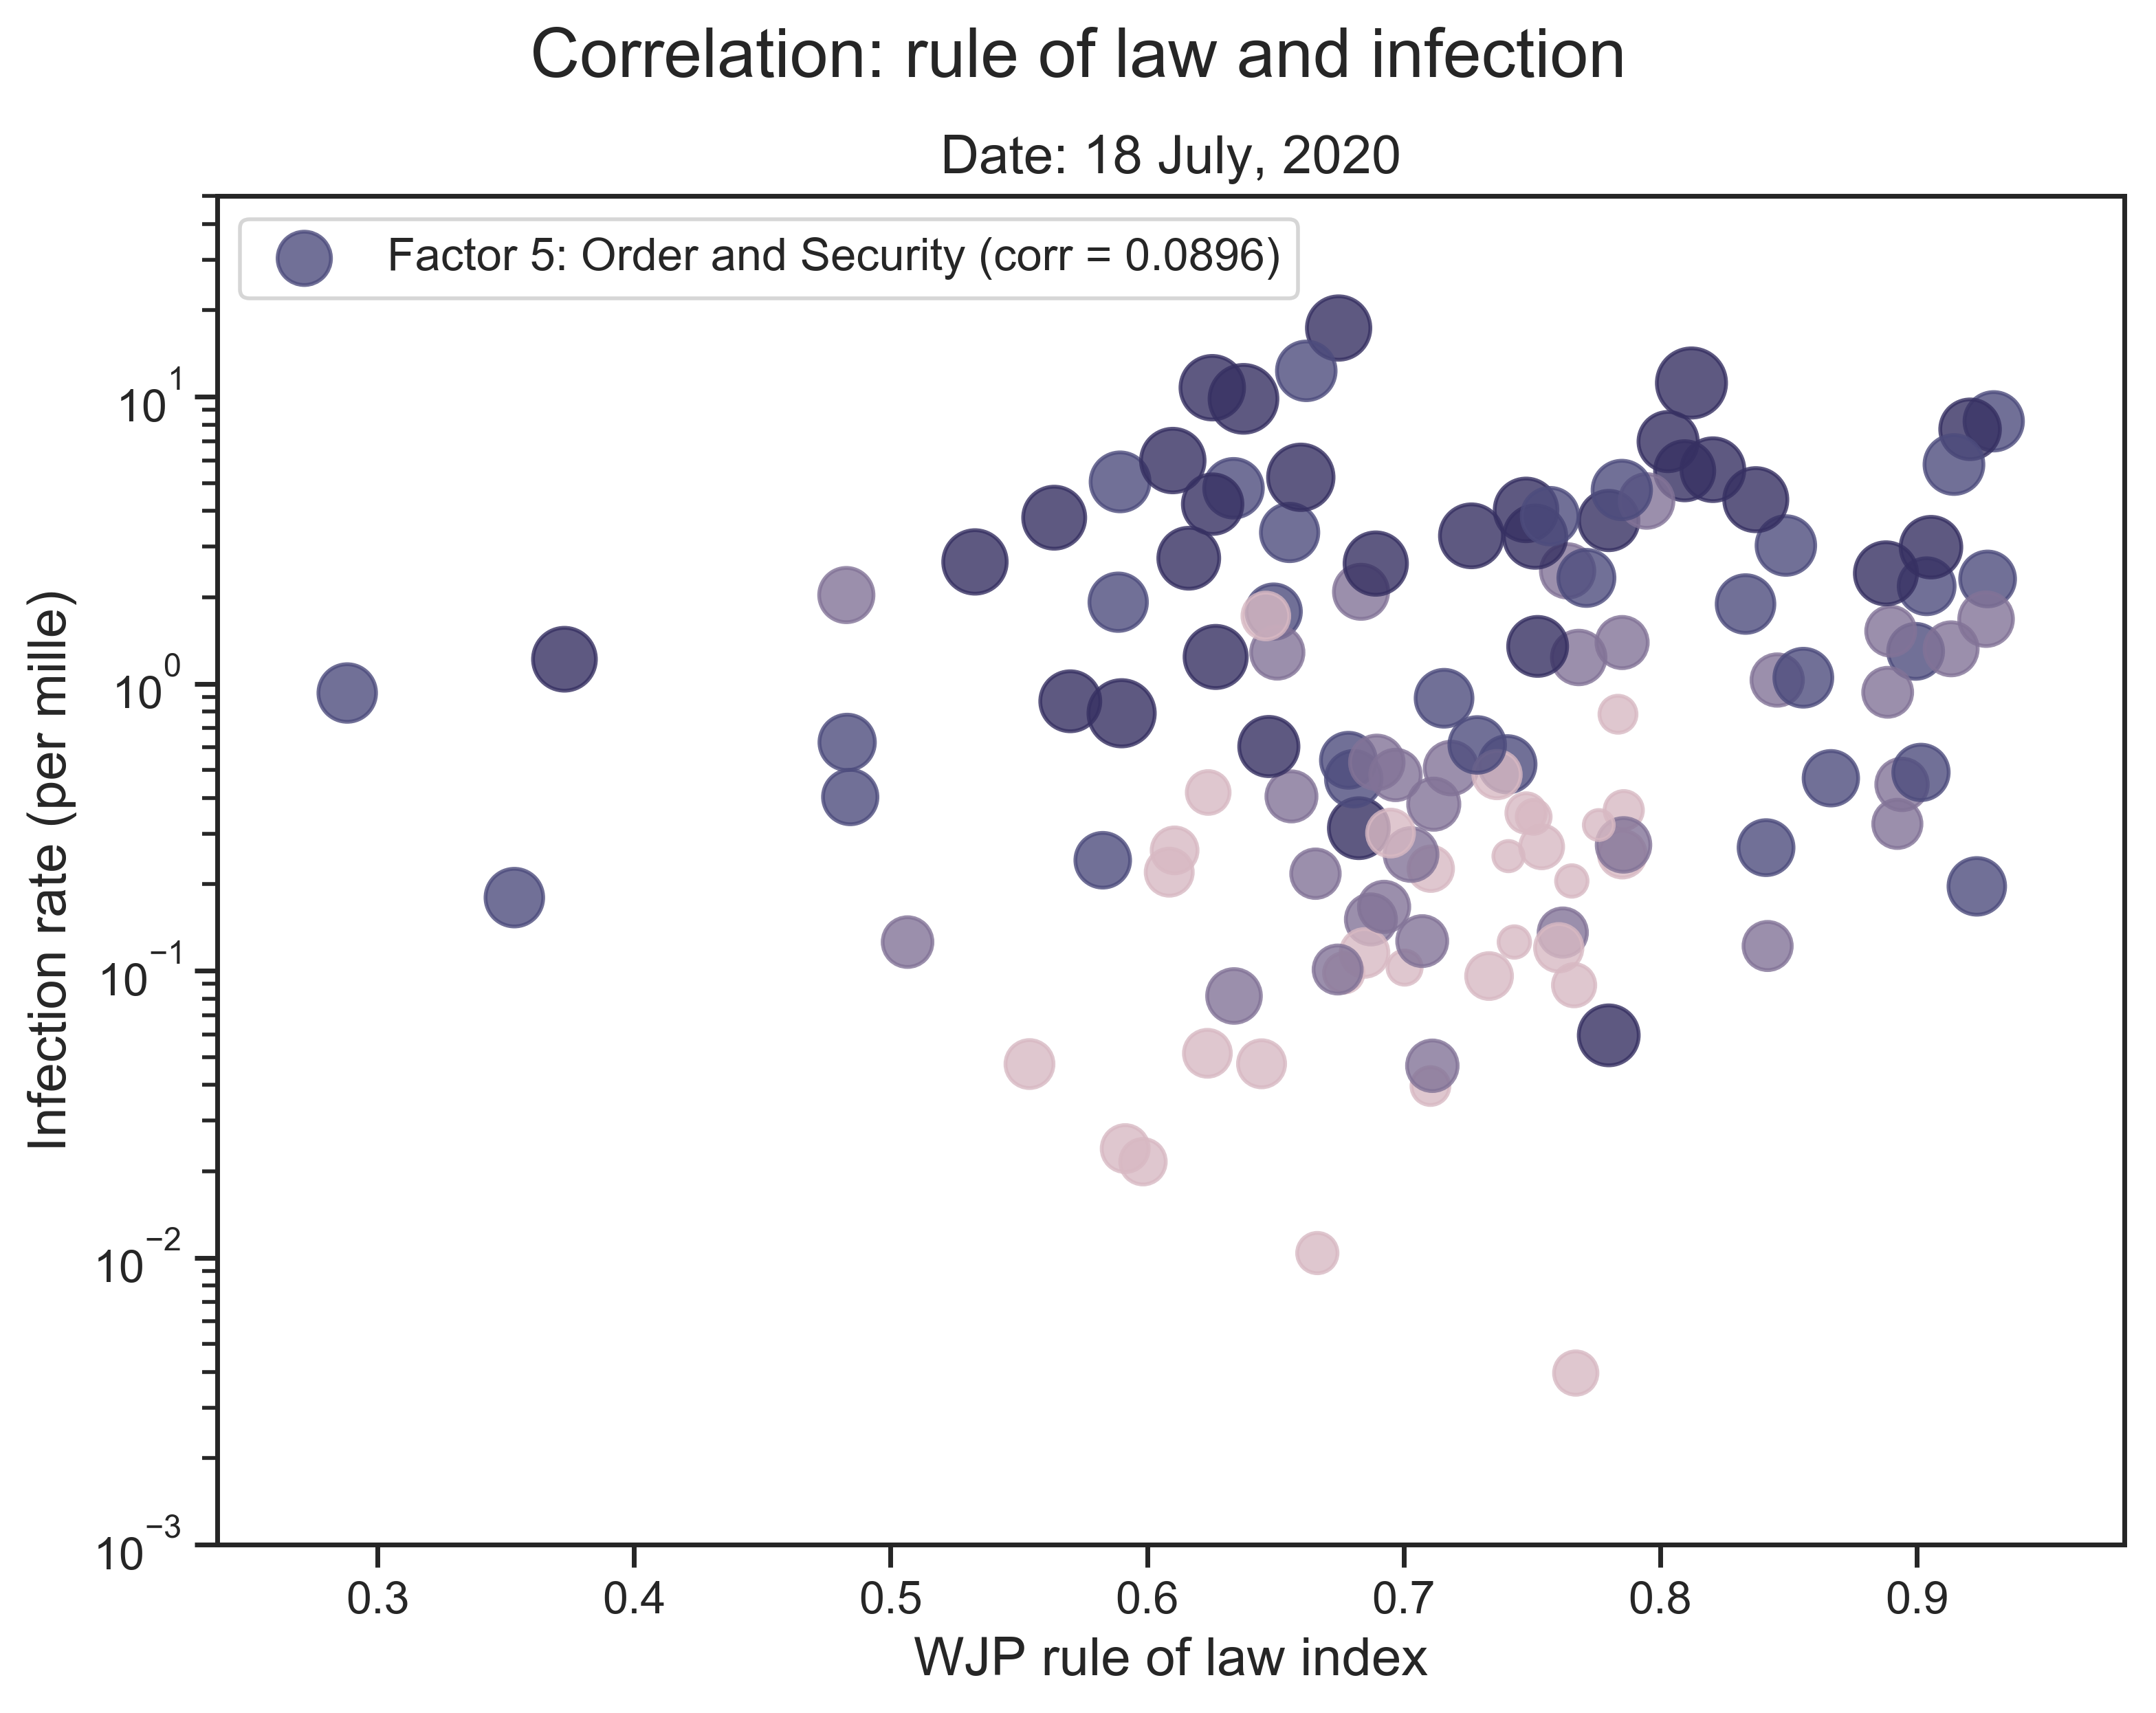 Correlation: rule of law and infection
Date: 18 July, 2020
Factor 5: Order and Security (corr = 0.0896)
Infection rate (per mille)
10^1
10^0
10^−1
10^−2
10^−3
0.3 0.4 0.5 0.6 0.7 0.8 0.9
WJP rule of law index